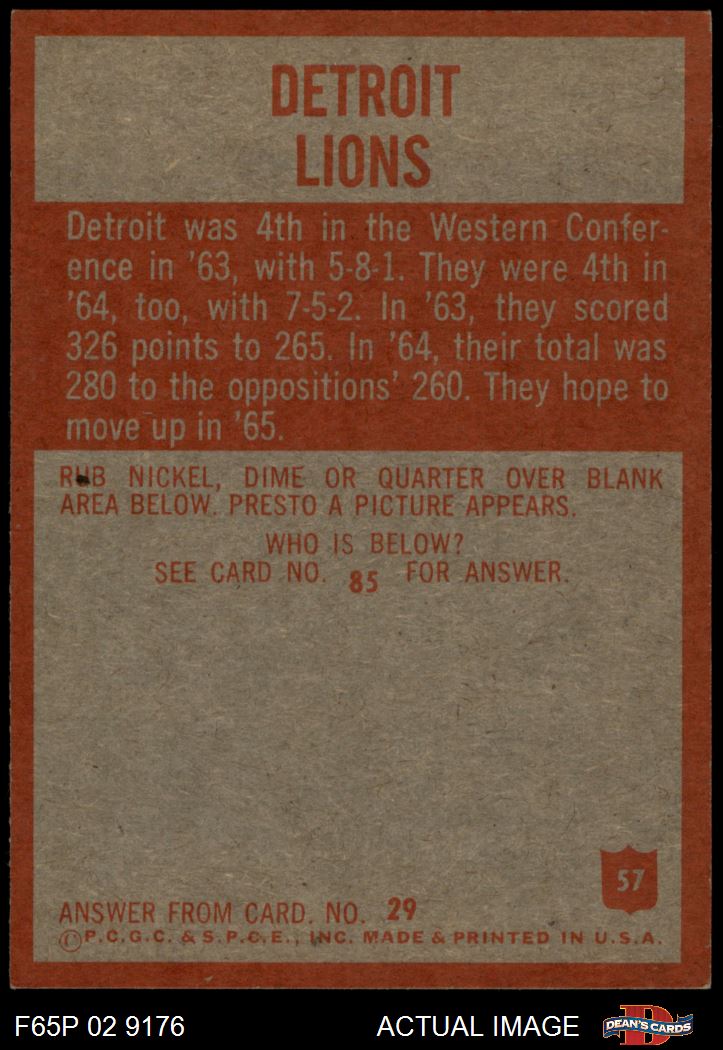 DETROIT
LIONS
Detroit was 4th in the Western Confer-
ence in '63, with 5-8-1. They were 4th in
'64, too, with 7-5-2. In '63, they scored
326 points to 265. In '64, their total was
280 to the oppositions' 260. They hope to
move up in '65.
RUB NICKEL, DIME OR QUARTER OVER BLANK
AREA BELOW. PRESTO A PICTURE APPEARS.
WHO IS BELOW?
SEE CARD NO. 85 FOR ANSWER.
57
ANSWER FROM CARD. NO. 29
©P.C.G.C. & S.P.C.E., INC. MADE & PRINTED IN U.S.A.
F65P 02 9176 ACTUAL IMAGE D DEAN'S CARDS